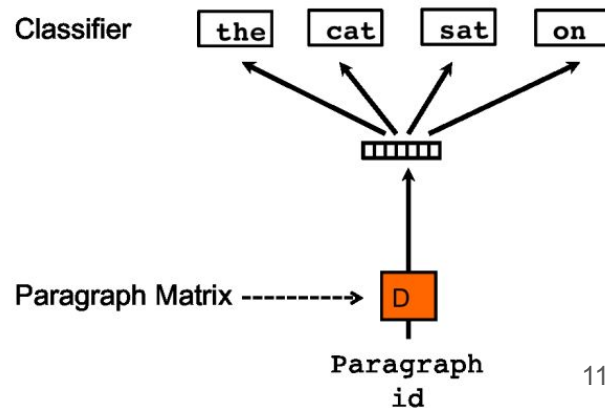 Classifier the cat sat on
Paragraph Matrix D
Paragraph
id
11